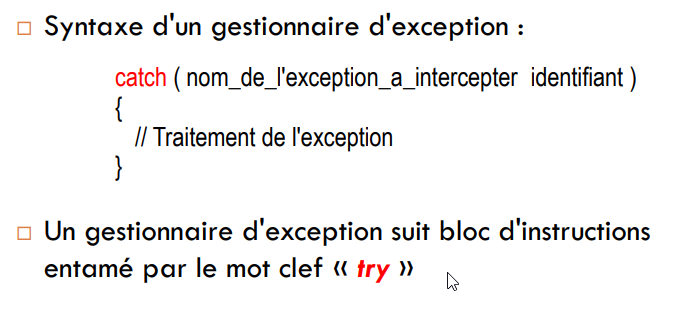 Syntaxe d'un gestionnaire d'exception :
catch ( nom_de_l'exception_a_intercepter identifiant )
{
// Traitement de l'exception
}
Un gestionnaire d'exception suit bloc d'instructions
entamé par le mot clef « try »